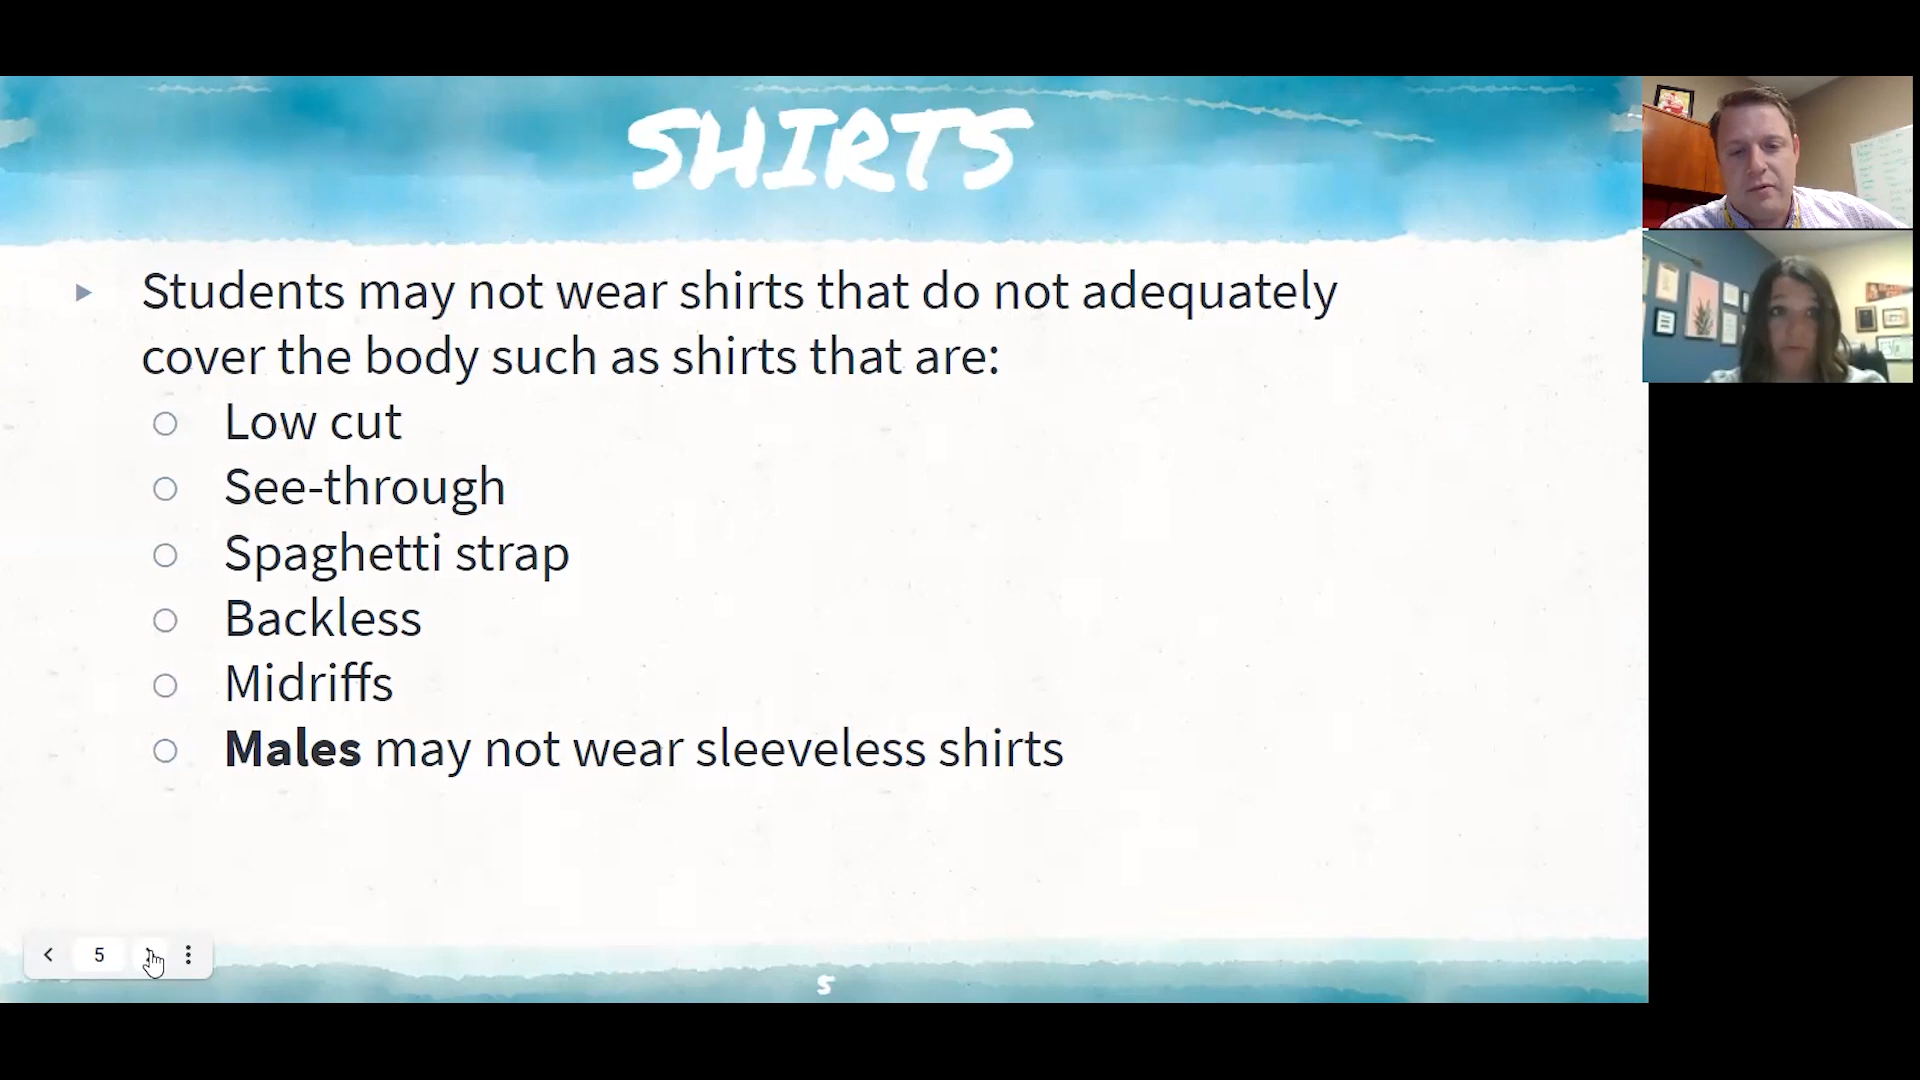 SHIRTS
▸ Students may not wear shirts that do not adequately
cover the body such as shirts that are:
○ Low cut
○ See-through
○ Spaghetti strap
○ Backless
○ Midriffs
○ Males may not wear sleeveless shirts
5
5